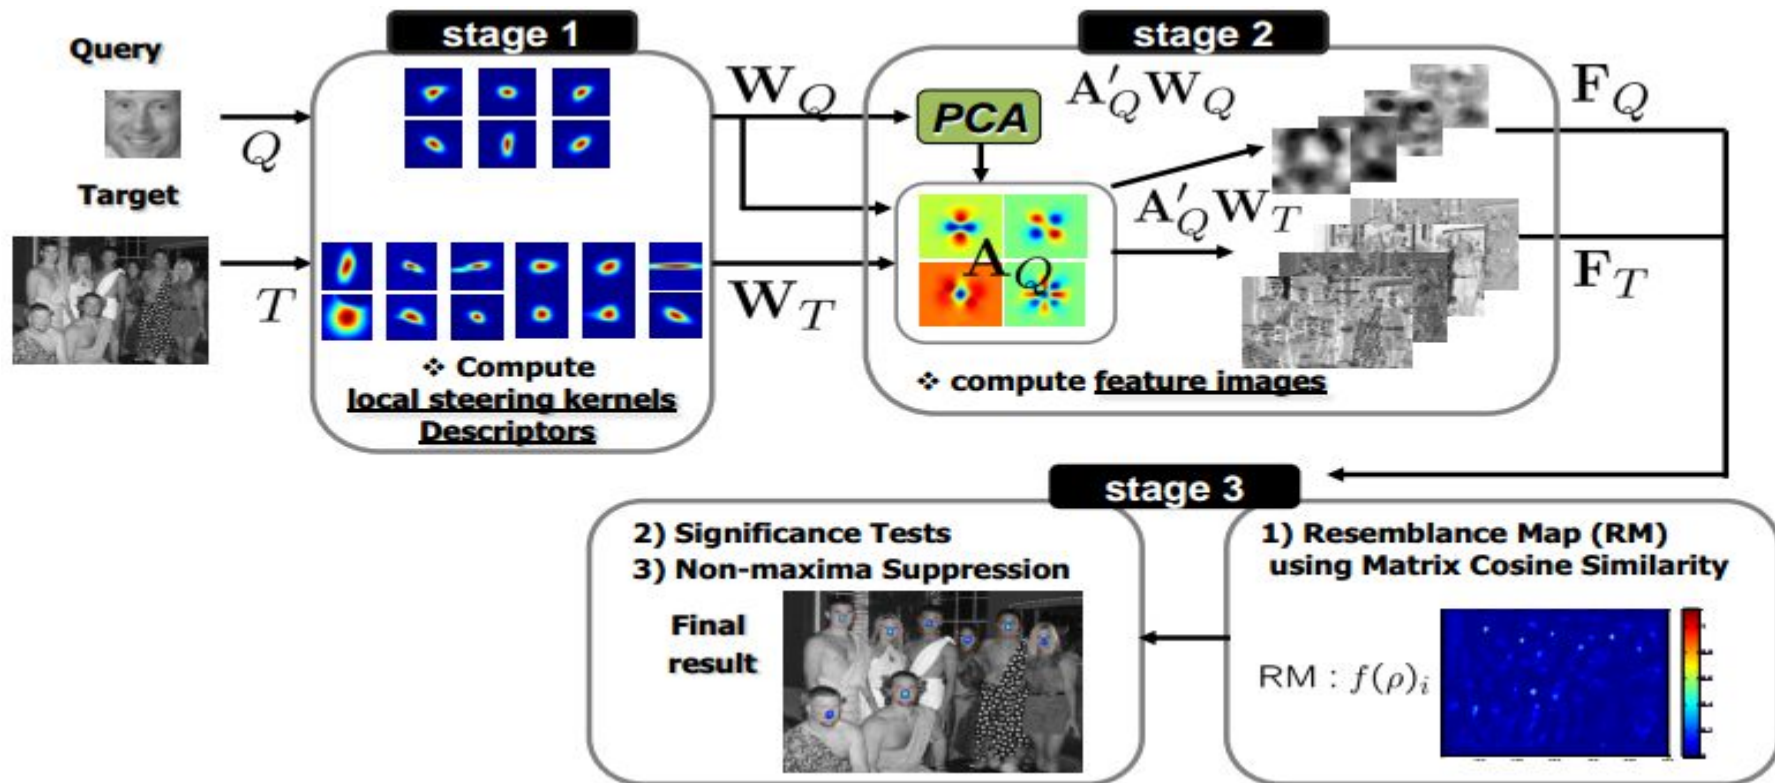 stage 1
stage 2
Query
Q
Target
T
❖ Compute
local steering kernels
Descriptors
W_Q
W_T
PCA
A'_Q W_Q
A'_Q W_T
A_Q
❖ compute feature images
F_Q
F_T
stage 3
2) Significance Tests
3) Non-maxima Suppression
Final
result
1) Resemblance Map (RM)
using Matrix Cosine Similarity
RM : f(ρ)_i